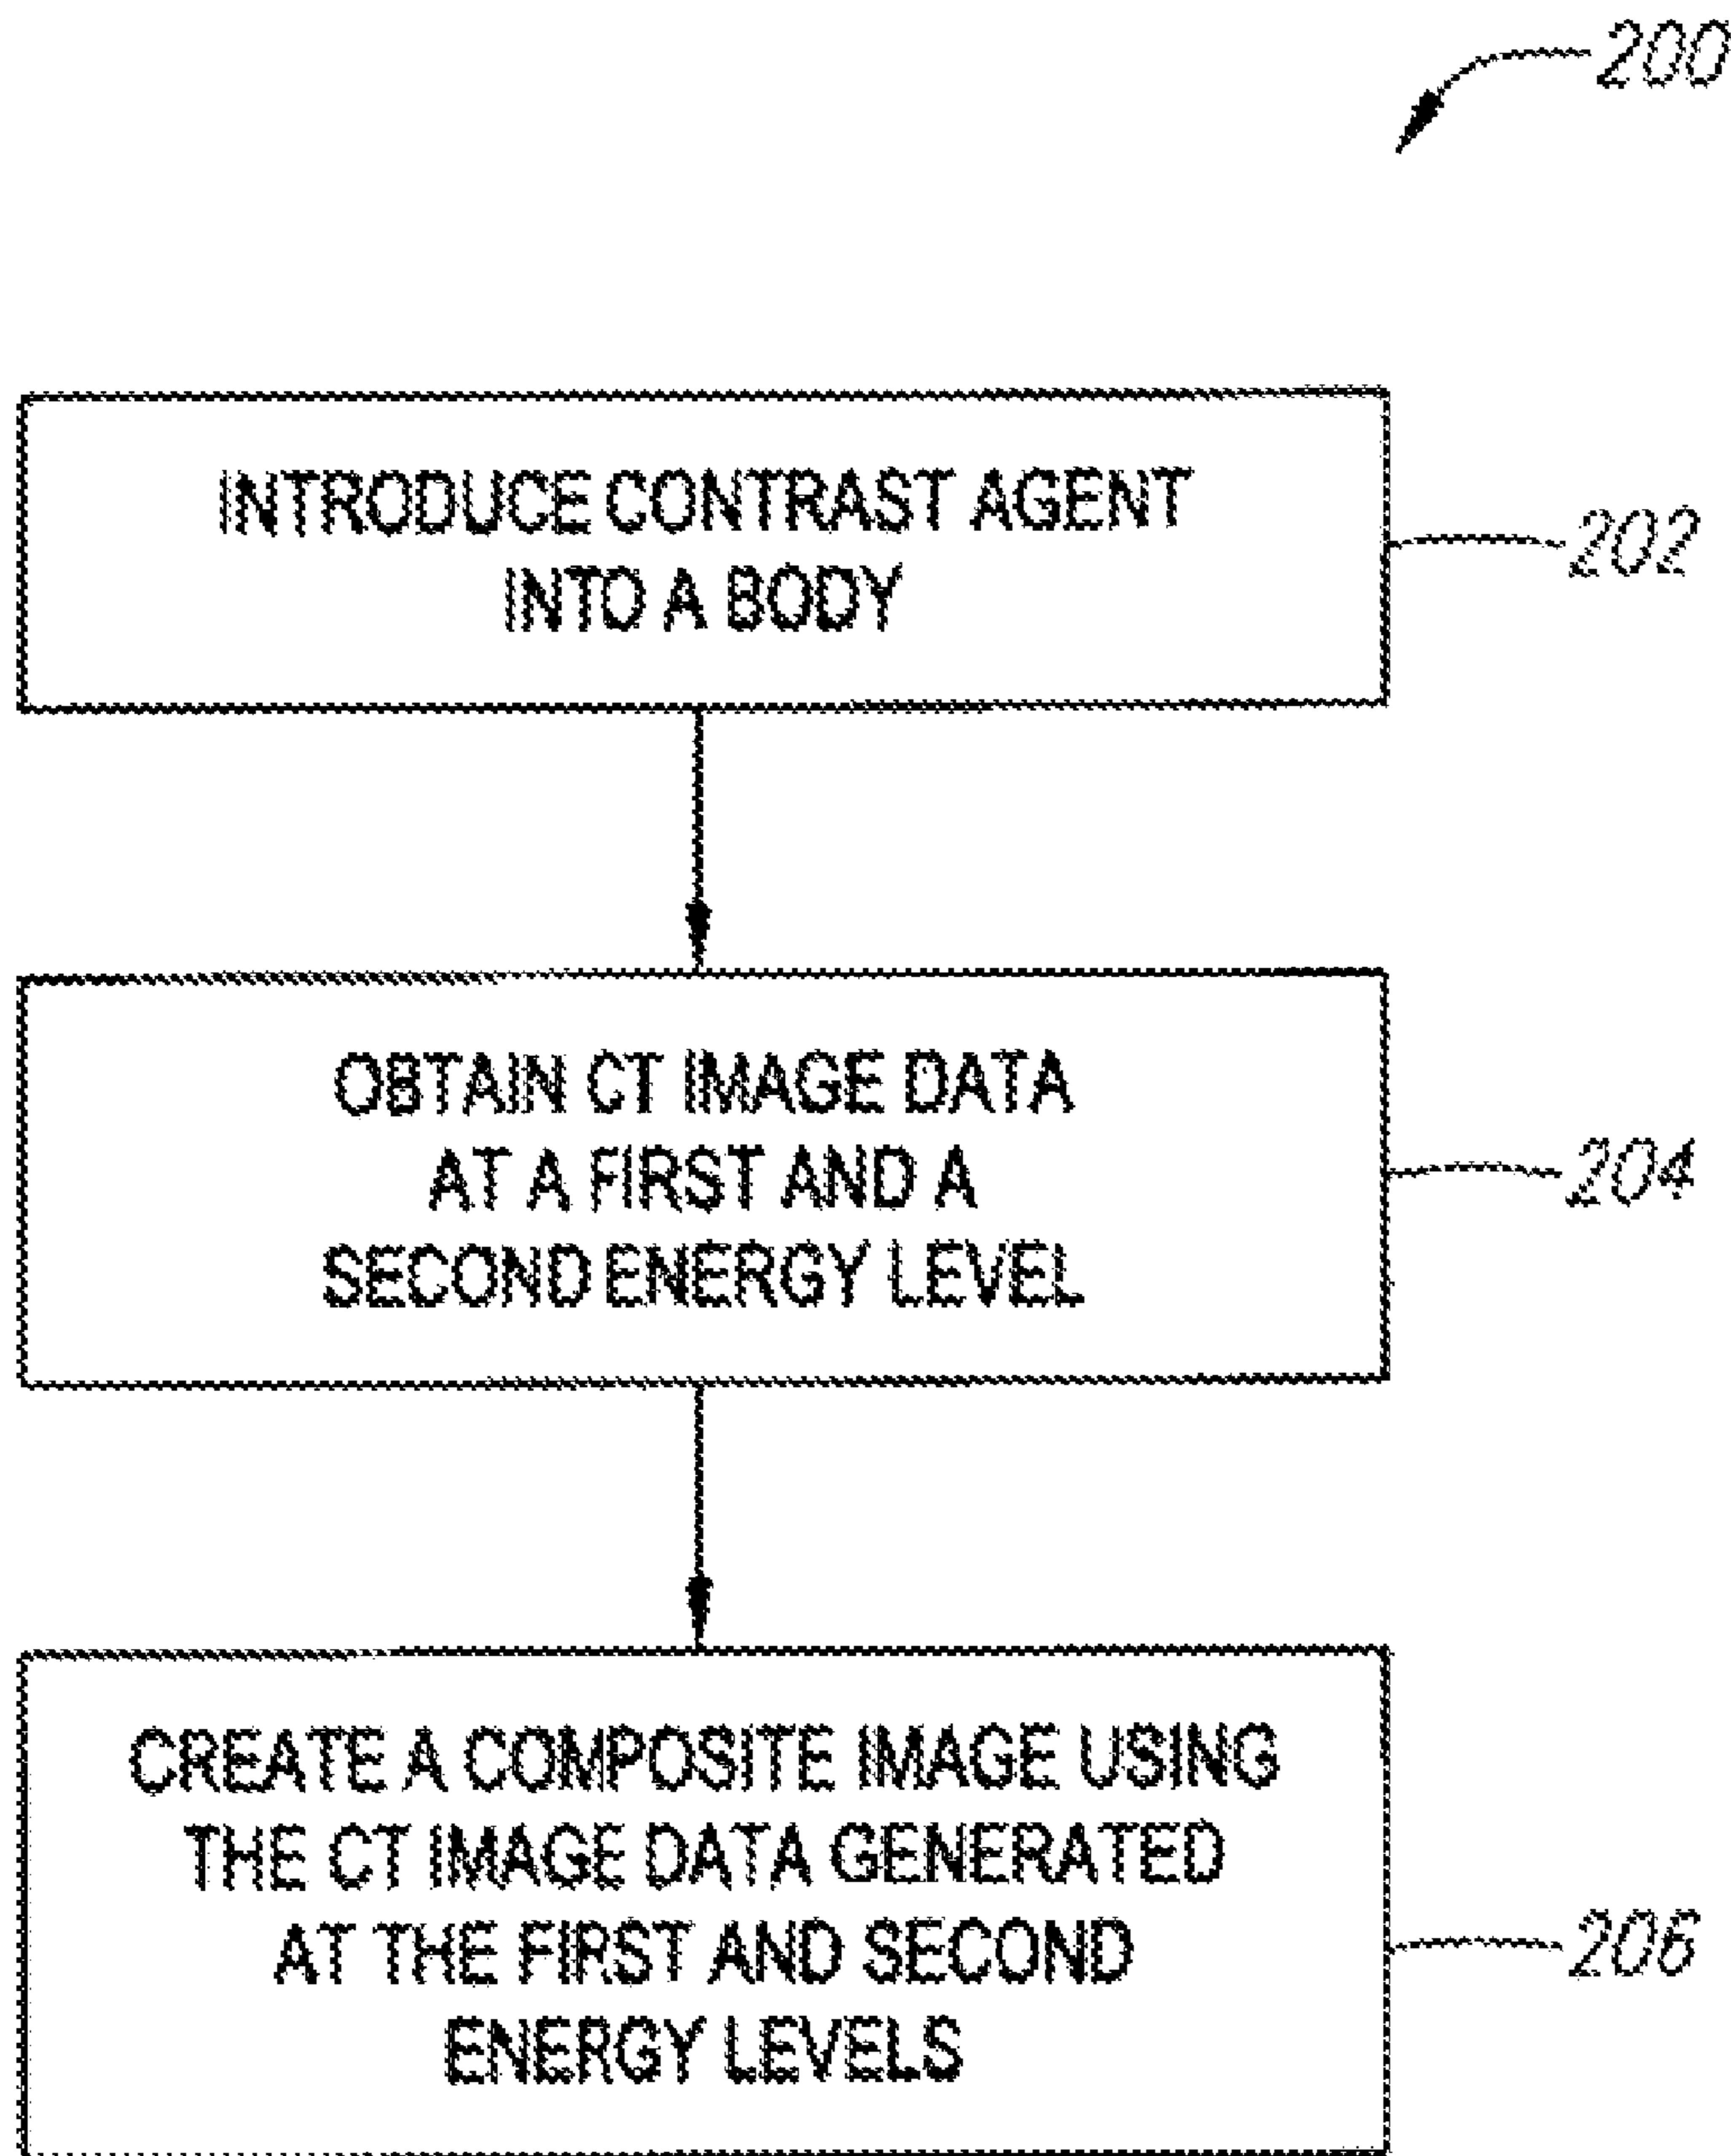 200
INTRODUCE CONTRAST AGENT
INTO A BODY
202
OBTAIN CT IMAGE DATA
AT A FIRST AND A
SECOND ENERGY LEVEL
204
CREATE A COMPOSITE IMAGE USING
THE CT IMAGE DATA GENERATED
AT THE FIRST AND SECOND
ENERGY LEVELS
206